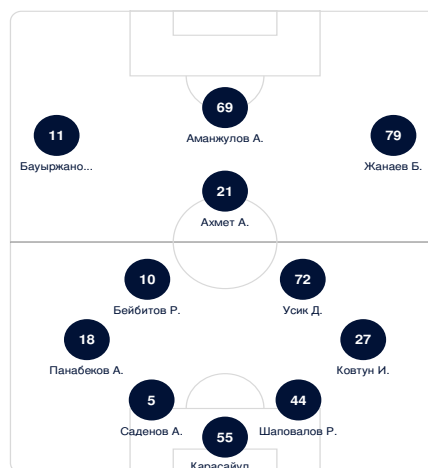 69
Аманжулов А.
11
Бауыржано...
79
Жанаев Б.
21
Ахмет А.
10
Бейбитов Р.
72
Усик Д.
18
Панабеков А.
27
Ковтун И.
5
Саденов А.
44
Шаповалов Р.
55
Карасайул...